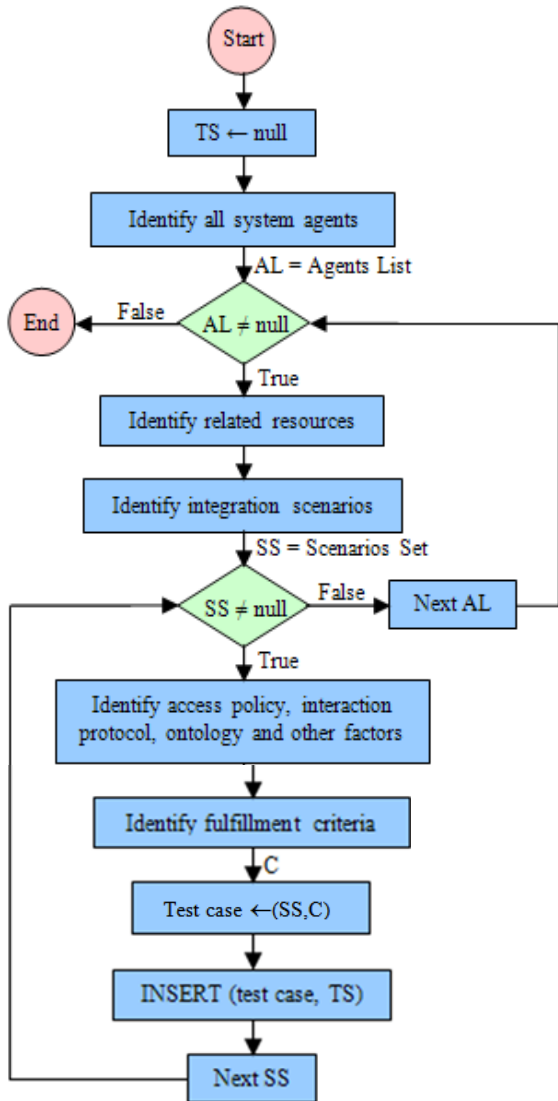 Start
TS ← null
Identify all system agents
AL = Agents List
False
End
AL ≠ null
True
Identify related resources
Identify integration scenarios
SS = Scenarios Set
SS ≠ null
False
Next AL
True
Identify access policy, interaction
protocol, ontology and other factors
Identify fulfillment criteria
C
Test case ←(SS,C)
INSERT (test case, TS)
Next SS